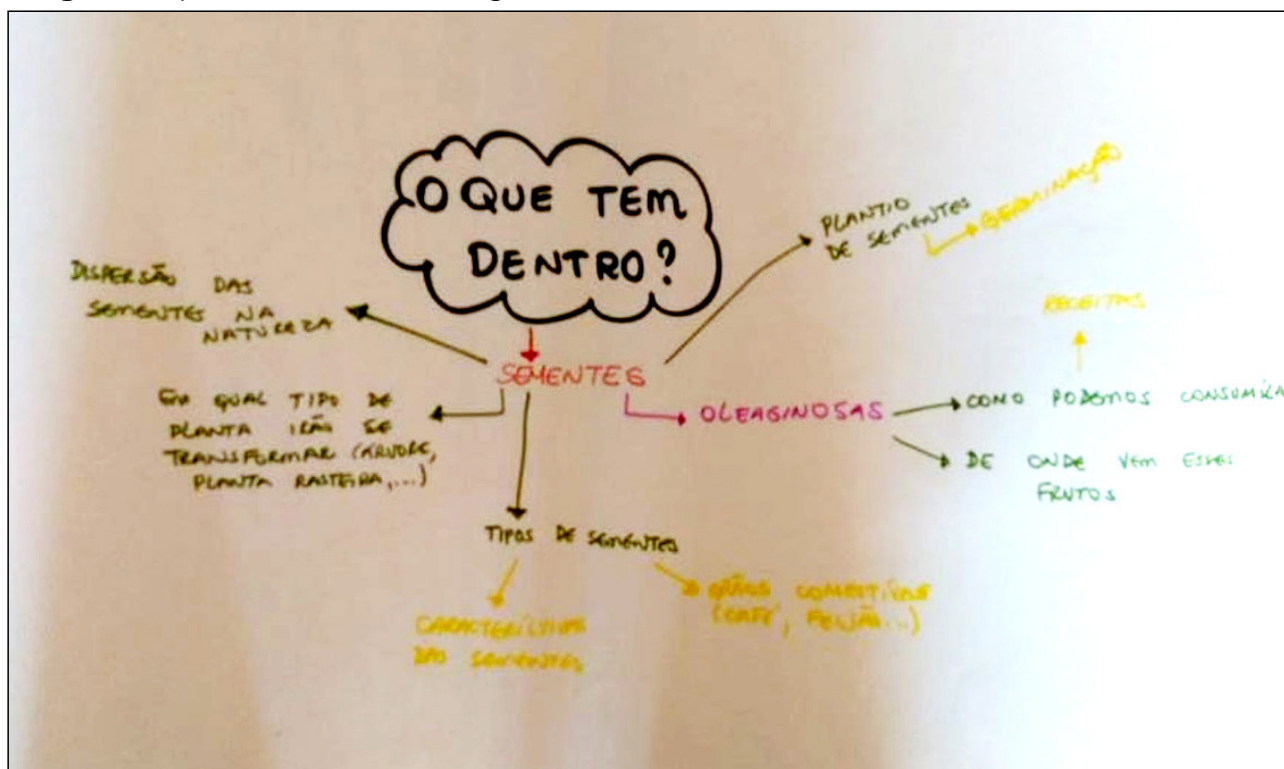 O QUE TEM
DENTRO?
PLANTIO
DE SEMENTES
GERMINAÇÃO
DISPERSÃO DAS
SEMENTES NA
NATUREZA
RECEITAS
SEMENTES
EM QUAL TIPO DE
PLANTA IRÃO SE
TRANSFORMAR (ÁRVORE,
PLANTA RASTEIRA,...)
OLEAGINOSAS
COMO PODEMOS CONSUMÍ-LA
DE ONDE VEM ESSES
FRUTOS
TIPOS DE SEMENTES
GRÃOS COMESTÍVEIS
(CAFÉ, FEIJÃO...)
CARACTERÍSTICAS
DAS SEMENTES